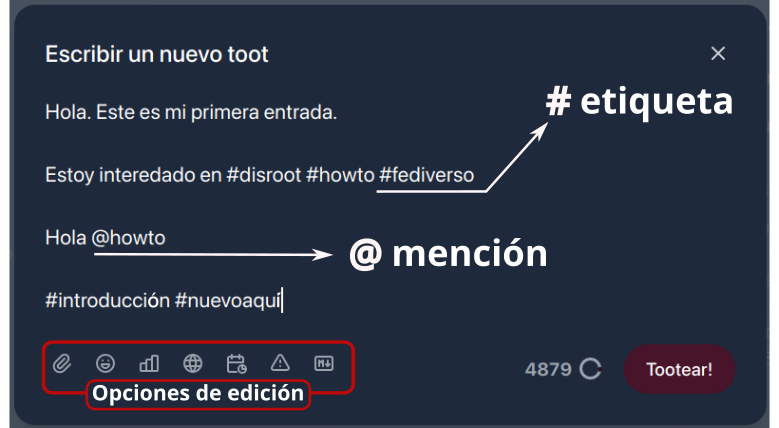 Escribir un nuevo toot
Hola. Este es mi primera entrada.
# etiqueta
Estoy interedado en #disroot #howto #fediverso
Hola @howto
@ mención
#introducción #nuevoaquí
M
4879
Tootear!
Opciones de edición